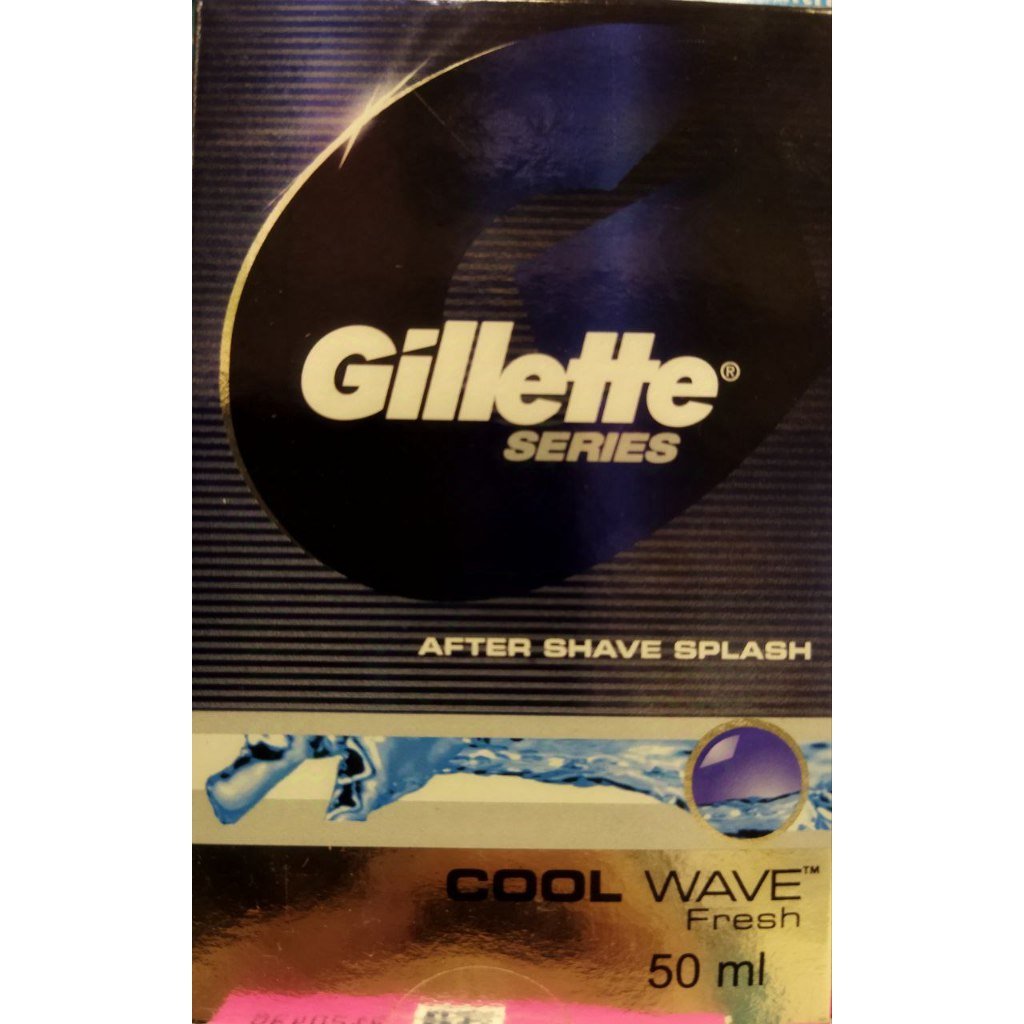 Gillette®
SERIES
AFTER SHAVE SPLASH
COOL WAVE™
Fresh
50 ml